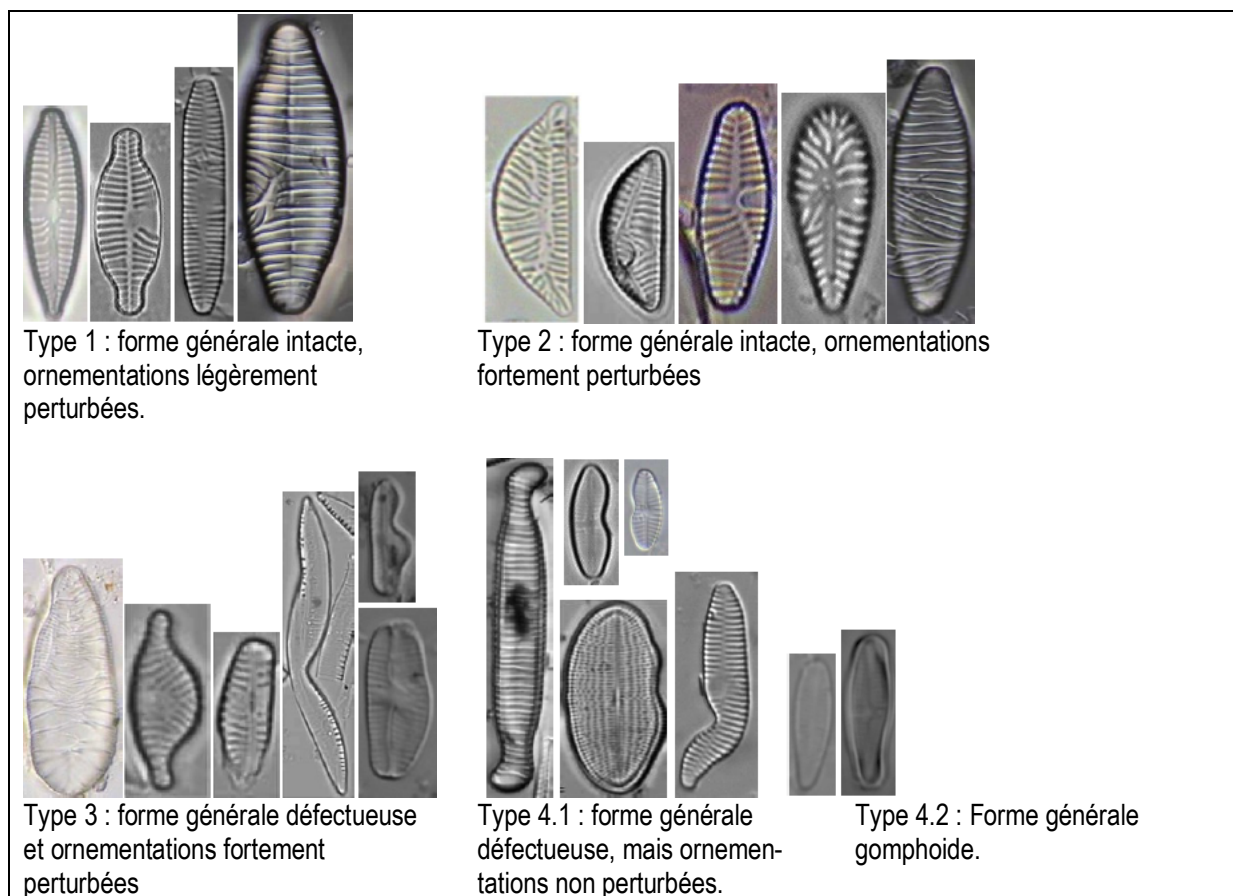 Type 1 : forme générale intacte,
ornementations légèrement
perturbées.
Type 2 : forme générale intacte, ornementations
fortement perturbées
Type 3 : forme générale défectueuse
et ornementations fortement
perturbées
Type 4.1 : forme générale
défectueuse, mais ornemen-
tations non perturbées.
Type 4.2 : Forme générale
gomphoide.